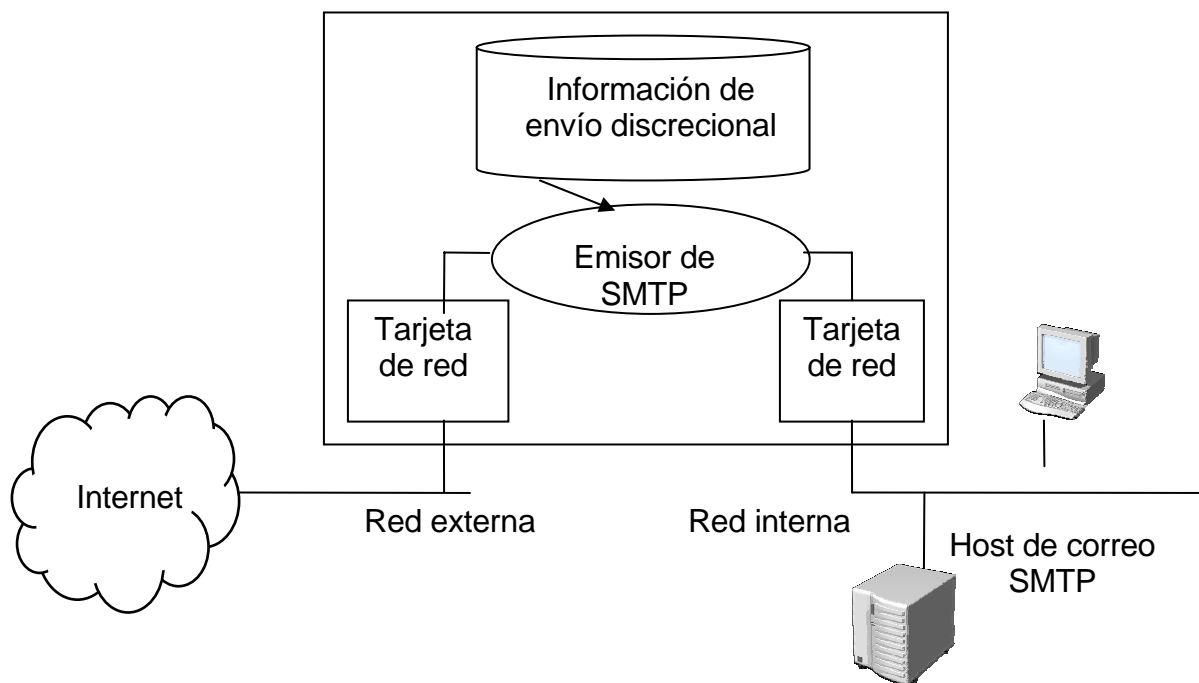 Información de
envío discrecional
Emisor de
SMTP
Tarjeta
de red
Tarjeta
de red
Internet
Red externa
Red interna
Host de correo
SMTP